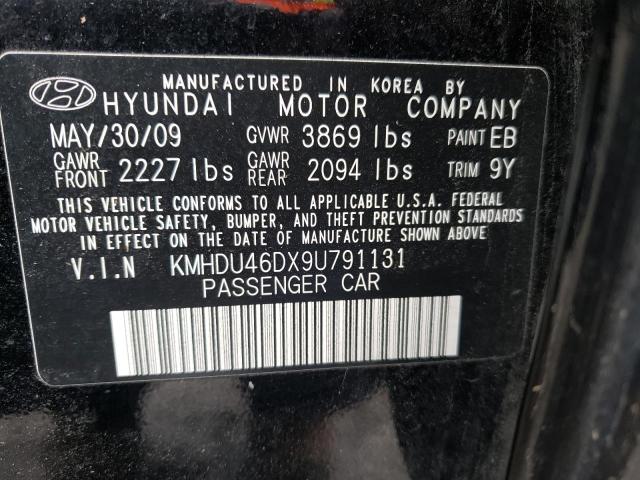 MANUFACTURED IN KOREA BY
HYUNDAI MOTOR COMPANY
MAY/30/09 GVWR 3869 lbs PAINT EB
GAWR FRONT 2227 lbs GAWR REAR 2094 lbs TRIM 9Y
THIS VEHICLE CONFORMS TO ALL APPLICABLE U.S.A. FEDERAL
MOTOR VEHICLE SAFETY, BUMPER, AND THEFT PREVENTION STANDARDS
IN EFFECT ON THE DATE OF MANUFACTURE SHOWN ABOVE.
V.I.N KMHDU46DX9U791131
PASSENGER CAR